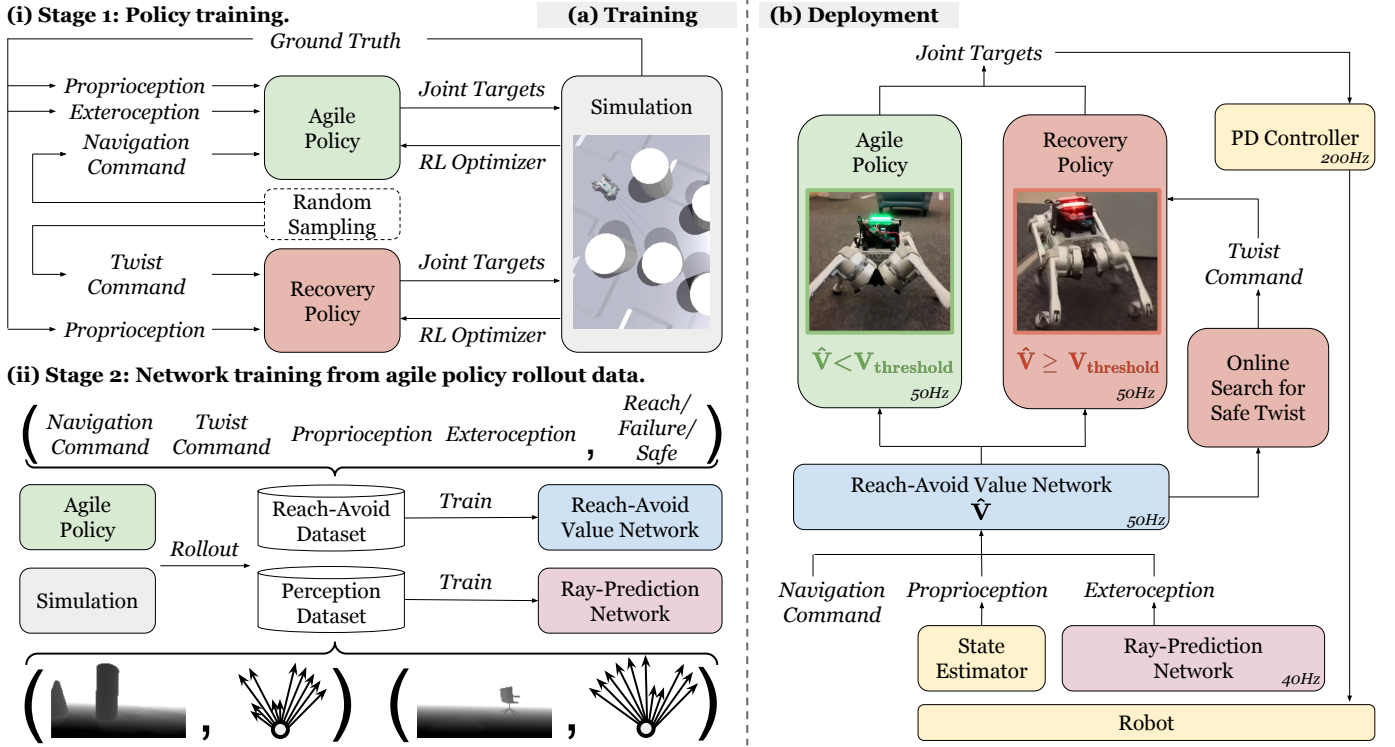 (i) Stage 1: Policy training.
(a) Training
Ground Truth
Proprioception
Exteroception
Navigation
Command
Agile
Policy
Joint Targets
RL Optimizer
Simulation
Random
Sampling
Twist
Command
Proprioception
Recovery
Policy
Joint Targets
RL Optimizer
(ii) Stage 2: Network training from agile policy rollout data.
( Navigation
Command
Twist
Command
Proprioception
Exteroception
,
Reach/
Failure/
Safe )
Agile
Policy
Simulation
Rollout
Reach-Avoid
Dataset
Train
Reach-Avoid
Value Network
Perception
Dataset
Train
Ray-Prediction
Network
( , )
( , )
(b) Deployment
Joint Targets
Agile
Policy
V̂ < V_threshold
50Hz
Recovery
Policy
V̂ ≥ V_threshold
50Hz
PD Controller
200Hz
Twist
Command
Online
Search for
Safe Twist
Reach-Avoid Value Network
V̂
50Hz
Navigation
Command
Proprioception
Exteroception
State
Estimator
Ray-Prediction
Network
40Hz
Robot